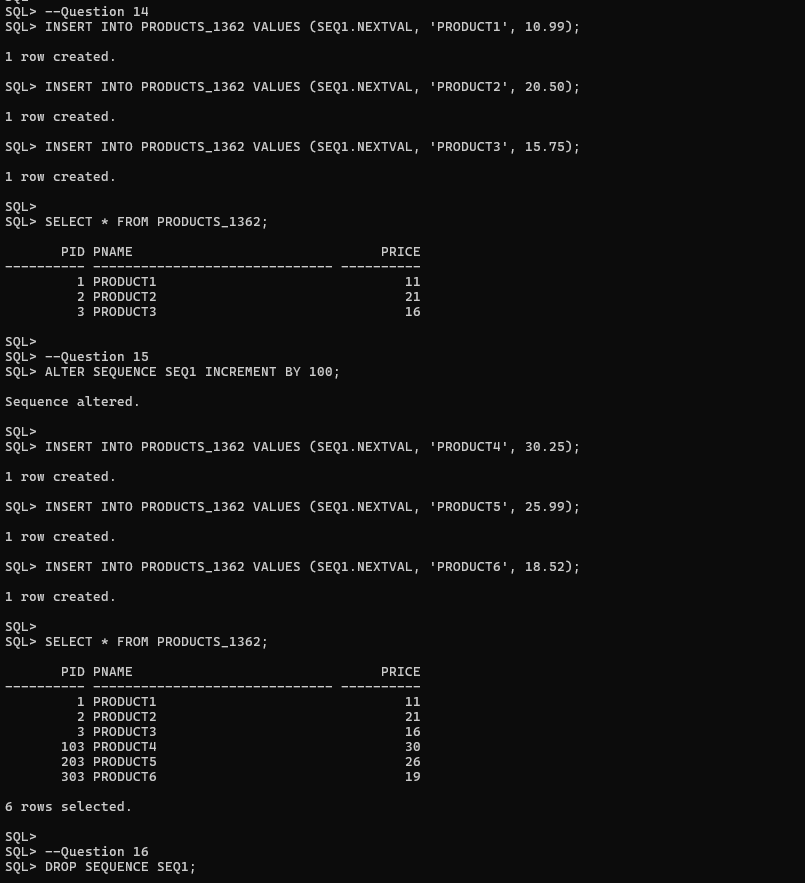 SQL> --Question 14
SQL> INSERT INTO PRODUCTS_1362 VALUES (SEQ1.NEXTVAL, 'PRODUCT1', 10.99);
1 row created.
SQL> INSERT INTO PRODUCTS_1362 VALUES (SEQ1.NEXTVAL, 'PRODUCT2', 20.50);
1 row created.
SQL> INSERT INTO PRODUCTS_1362 VALUES (SEQ1.NEXTVAL, 'PRODUCT3', 15.75);
1 row created.
SQL>
SQL> SELECT * FROM PRODUCTS_1362;
       PID PNAME                               PRICE
---------- ------------------------------ ----------
         1 PRODUCT1                               11
         2 PRODUCT2                               21
         3 PRODUCT3                               16
SQL>
SQL> --Question 15
SQL> ALTER SEQUENCE SEQ1 INCREMENT BY 100;
Sequence altered.
SQL>
SQL> INSERT INTO PRODUCTS_1362 VALUES (SEQ1.NEXTVAL, 'PRODUCT4', 30.25);
1 row created.
SQL> INSERT INTO PRODUCTS_1362 VALUES (SEQ1.NEXTVAL, 'PRODUCT5', 25.99);
1 row created.
SQL> INSERT INTO PRODUCTS_1362 VALUES (SEQ1.NEXTVAL, 'PRODUCT6', 18.52);
1 row created.
SQL>
SQL> SELECT * FROM PRODUCTS_1362;
       PID PNAME                               PRICE
---------- ------------------------------ ----------
         1 PRODUCT1                               11
         2 PRODUCT2                               21
         3 PRODUCT3                               16
       103 PRODUCT4                               30
       203 PRODUCT5                               26
       303 PRODUCT6                               19
6 rows selected.
SQL>
SQL> --Question 16
SQL> DROP SEQUENCE SEQ1;